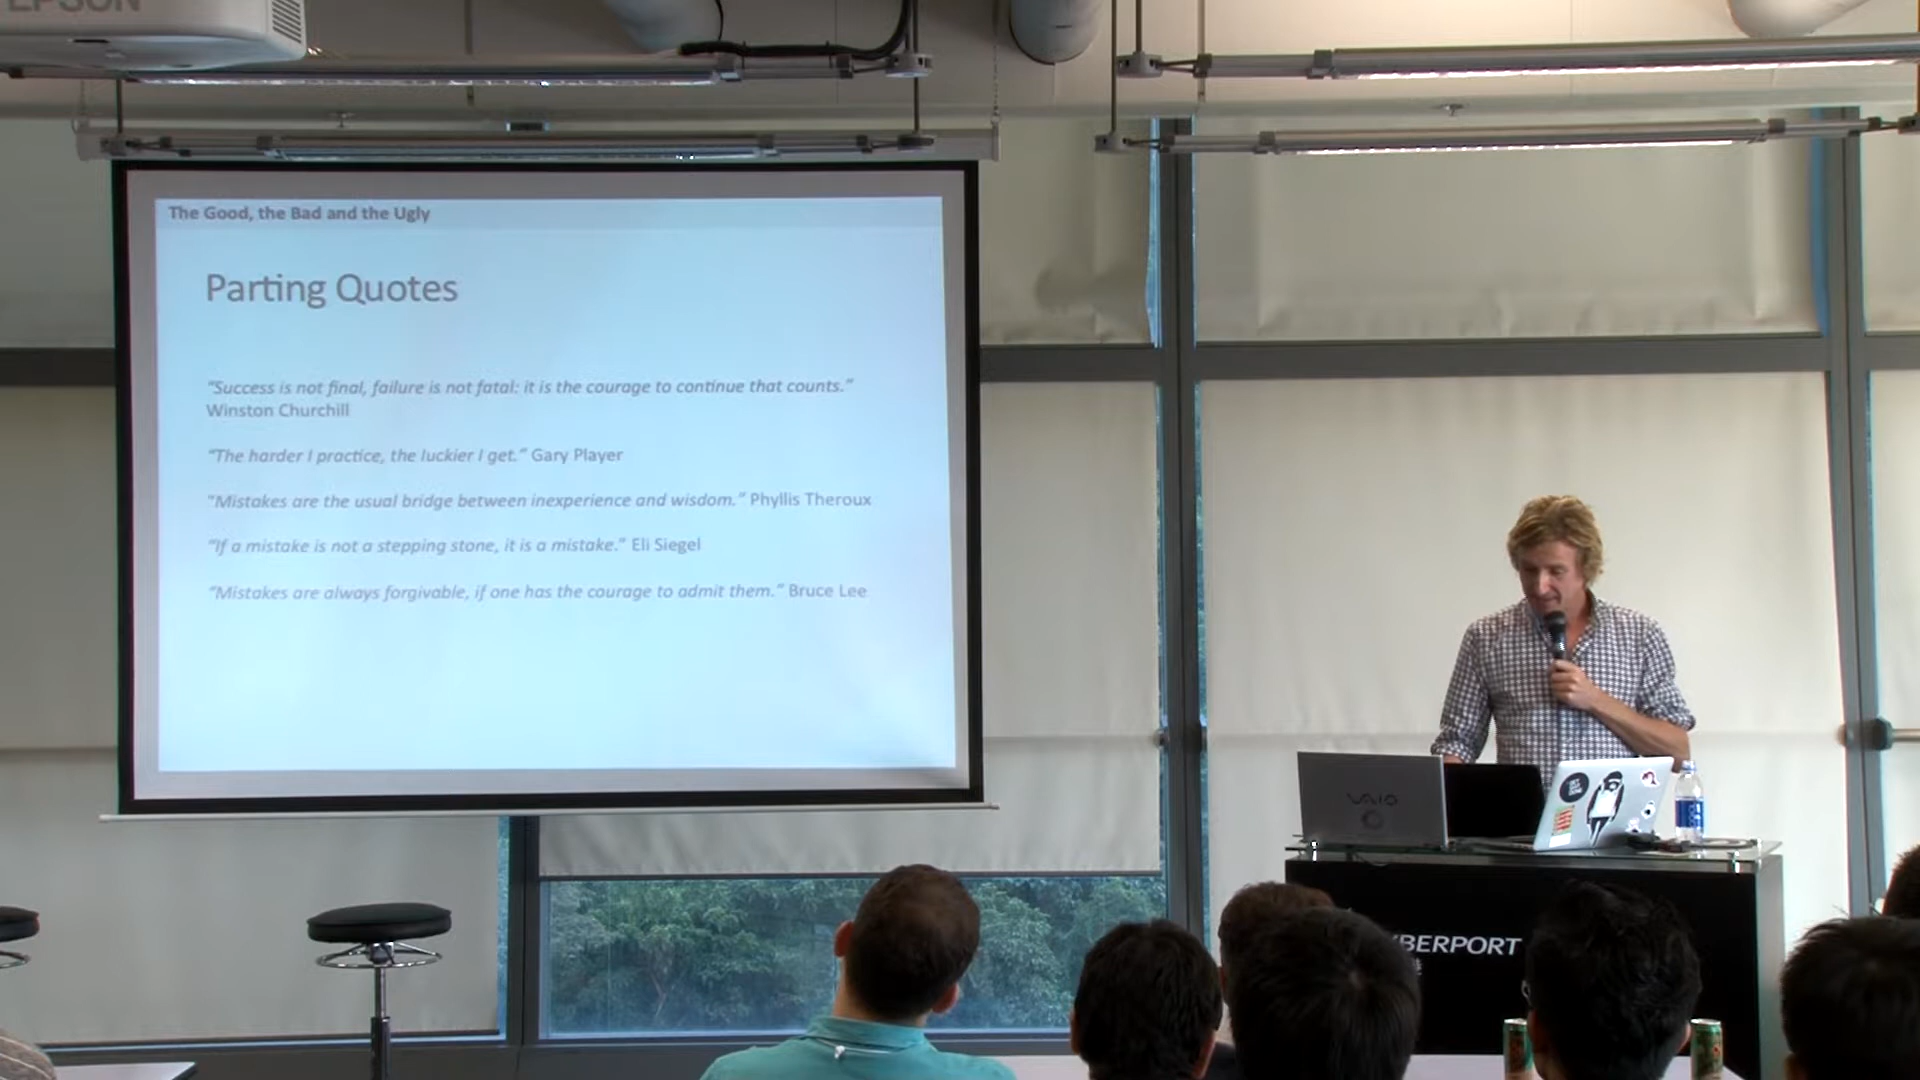 EPSON
The Good, the Bad and the Ugly
Parting Quotes
“Success is not final, failure is not fatal: it is the courage to continue that counts.”
Winston Churchill
“The harder I practice, the luckier I get.” Gary Player
“Mistakes are the usual bridge between inexperience and wisdom.” Phyllis Theroux
“If a mistake is not a stepping stone, it is a mistake.” Eli Siegel
“Mistakes are always forgivable, if one has the courage to admit them.” Bruce Lee
VAIO
BERPORT